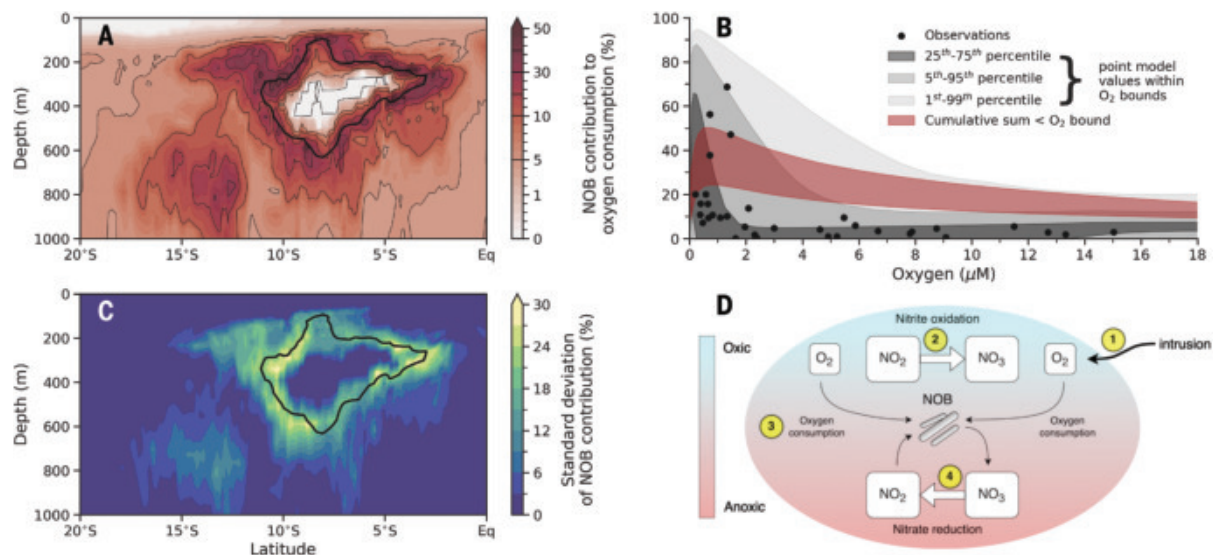 A
Depth (m)
0
200
400
600
800
1000
20°S
15°S
10°S
5°S
Eq
50
30
10
5
1
0
NOB contribution to
oxygen consumption (%)
B
100
80
60
40
20
0
0
2
4
6
8
10
12
14
16
18
Oxygen (μM)
Observations
25th-75th percentile
5th-95th percentile
1st-99th percentile
Cumulative sum < O2 bound
point model
values within
O2 bounds
C
Depth (m)
0
200
400
600
800
1000
20°S
15°S
10°S
5°S
Eq
Latitude
30
24
18
12
6
0
Standard deviation
of NOB contribution (%)
D
Oxic
Anoxic
Nitrite oxidation
O2
NO2
2
NO3
O2
1
intrusion
NOB
3
Oxygen
consumption
Oxygen
consumption
NO2
4
NO3
Nitrate reduction